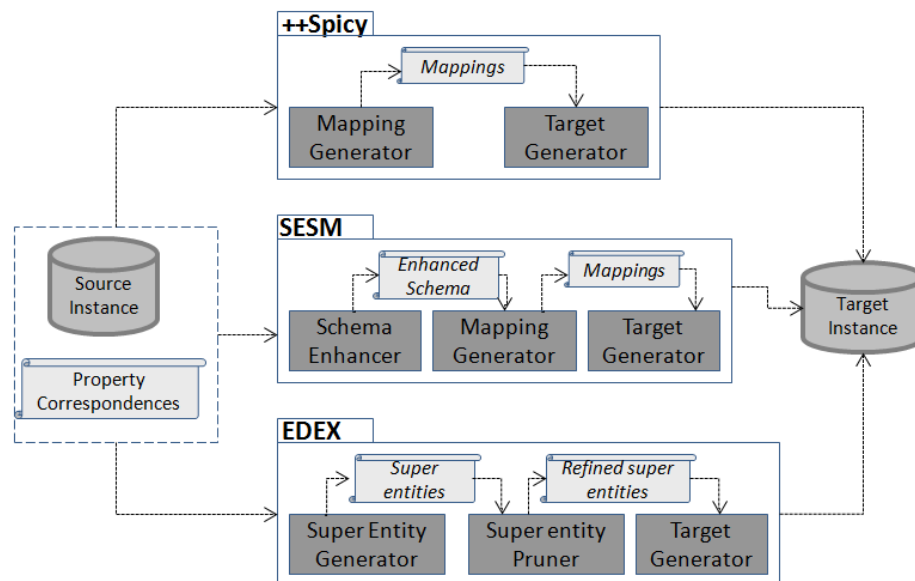 ++Spicy
Mappings
Mapping
Generator
Target
Generator
Source
Instance
Property
Correspondences
SESM
Enhanced
Schema
Mappings
Schema
Enhancer
Mapping
Generator
Target
Generator
Target
Instance
EDEX
Super
entities
Refined super
entities
Super Entity
Generator
Super entity
Pruner
Target
Generator